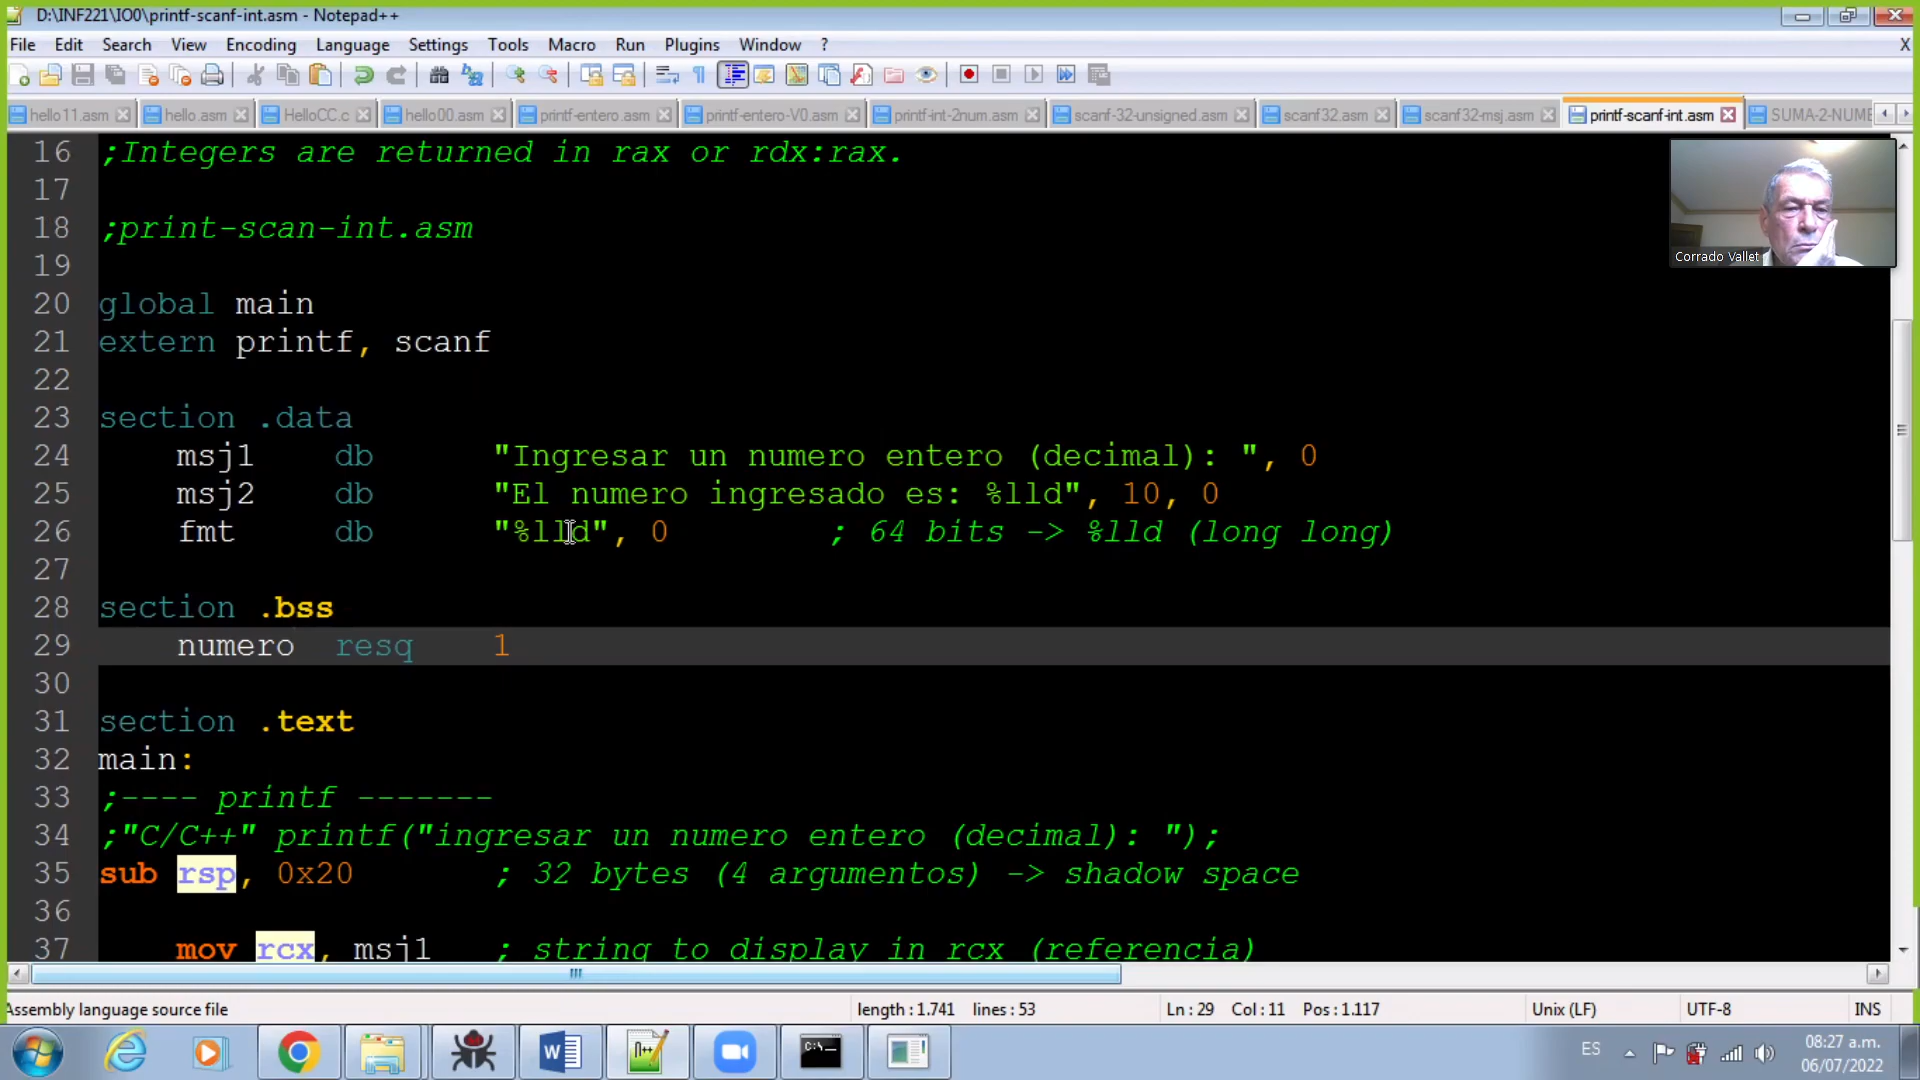 D:\INF221\IO0\printf-scanf-int.asm - Notepad++
File Edit Search View Encoding Language Settings Tools Macro Run Plugins Window ? X
hello11.asm hello.asm HelloCC.c hello00.asm printf-entero.asm printf-entero-V0.asm printf-int-2num.asm scanf-32-unsigned.asm scanf32.asm scanf32-msj.asm printf-scanf-int.asm SUMA-2-NUME
16 ;Integers are returned in rax or rdx:rax.
17
18 ;print-scan-int.asm
19
20 global main
21 extern printf, scanf
22
23 section .data
24 msj1 db "Ingresar un numero entero (decimal): ", 0
25 msj2 db "El numero ingresado es: %lld", 10, 0
26 fmt db "%lld", 0 ; 64 bits -> %lld (long long)
27
28 section .bss
29 numero resq 1
30
31 section .text
32 main:
33 ;---- printf -------
34 ;"C/C++" printf("ingresar un numero entero (decimal): ");
35 sub rsp, 0x20 ; 32 bytes (4 argumentos) -> shadow space
36
37 mov rcx, msj1 ; string to display in rcx (referencia)
Corrado Vallet
Assembly language source file length : 1.741 lines : 53 Ln : 29 Col : 11 Pos : 1.117 Unix (LF) UTF-8 INS
ES 08:27 a.m.
06/07/2022